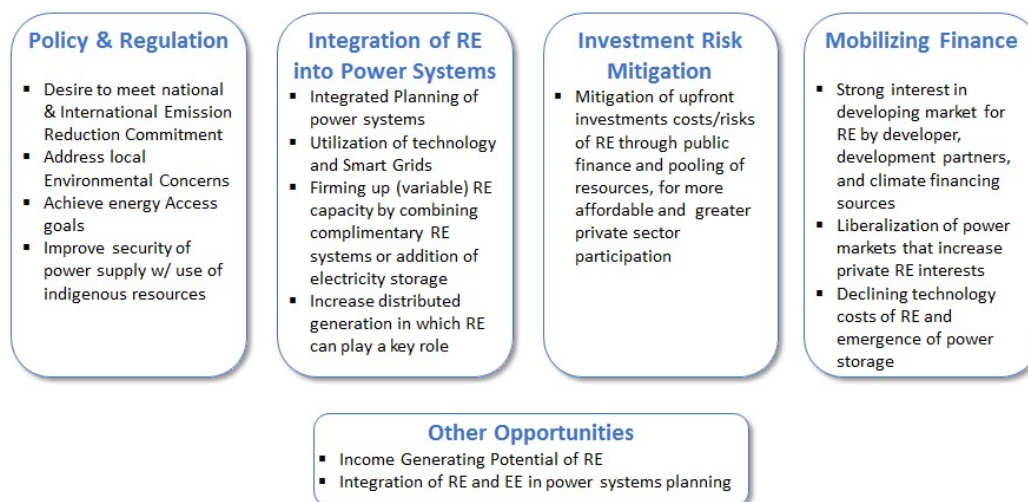 Policy & Regulation
▪ Desire to meet national
& International Emission
Reduction Commitment
▪ Address local
Environmental Concerns
▪ Achieve energy Access
goals
▪ Improve security of
power supply w/ use of
indigenous resources
Integration of RE
into Power Systems
▪ Integrated Planning of
power systems
▪ Utilization of technology
and Smart Grids
▪ Firming up (variable) RE
capacity by combining
complimentary RE
systems or addition of
electricity storage
▪ Increase distributed
generation in which RE
can play a key role
Investment Risk
Mitigation
▪ Mitigation of upfront
investments costs/risks
of RE through public
finance and pooling of
resources, for more
affordable and greater
private sector
participation
Mobilizing Finance
▪ Strong interest in
developing market for
RE by developer,
development partners,
and climate financing
sources
▪ Liberalization of power
markets that increase
private RE interests
▪ Declining technology
costs of RE and
emergence of power
storage
Other Opportunities
▪ Income Generating Potential of RE
▪ Integration of RE and EE in power systems planning